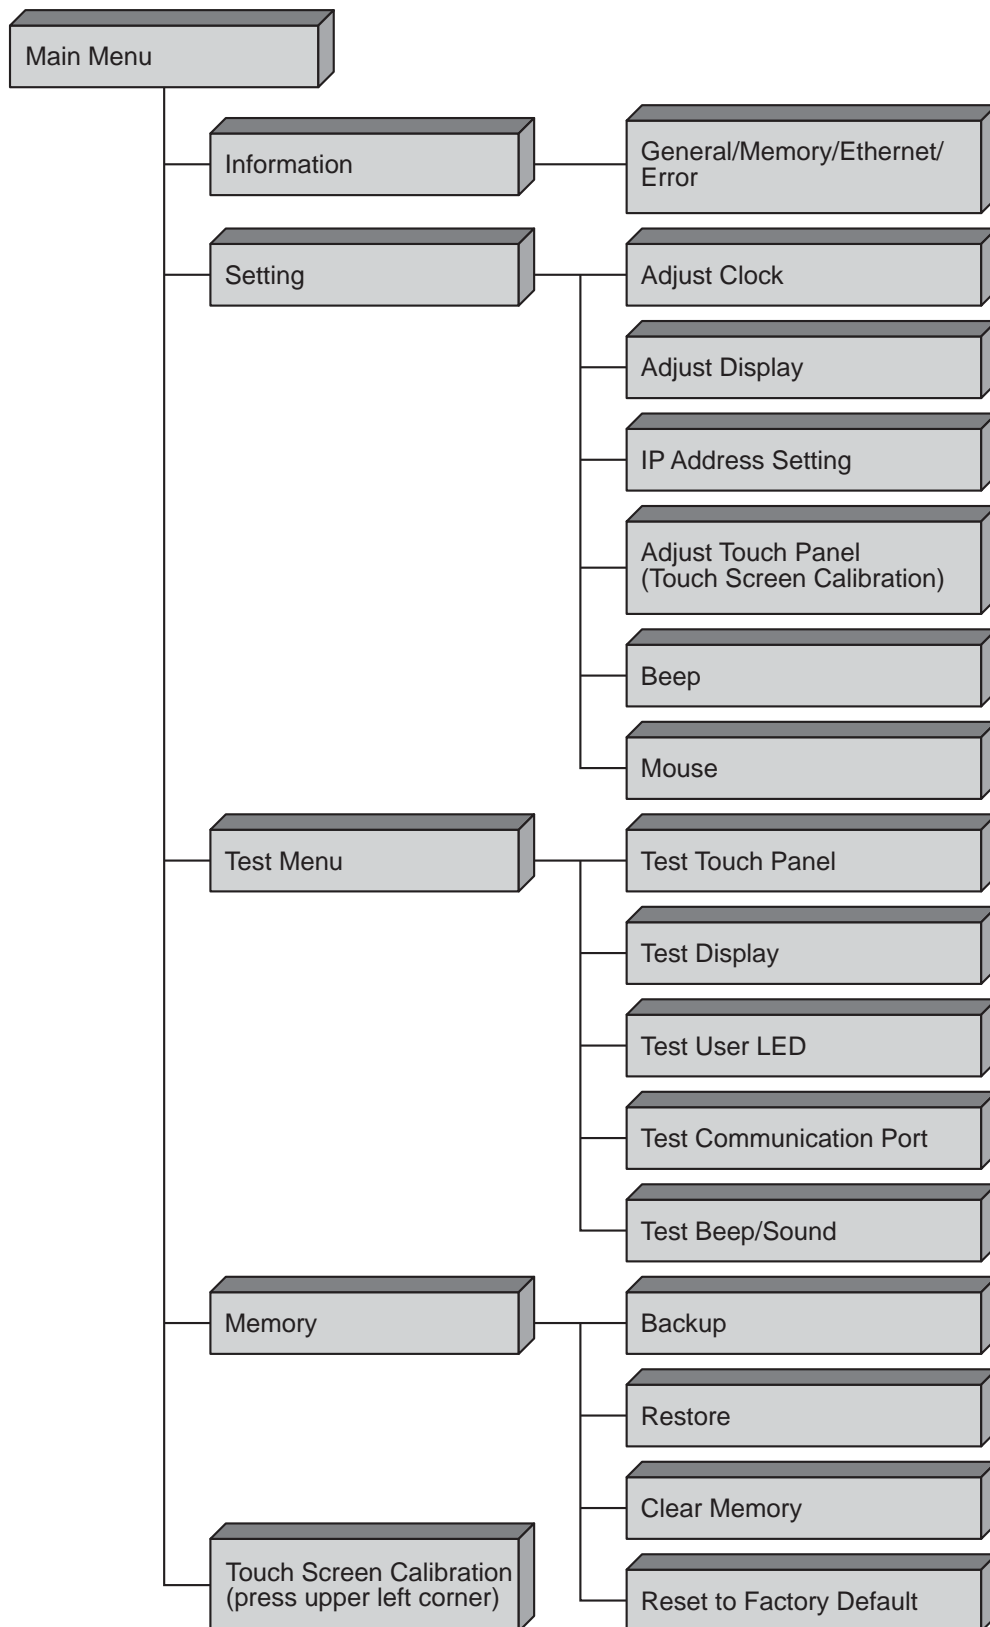 Main Menu
Information
General/Memory/Ethernet/
Error
Setting
Adjust Clock
Adjust Display
IP Address Setting
Adjust Touch Panel
(Touch Screen Calibration)
Beep
Mouse
Test Menu
Test Touch Panel
Test Display
Test User LED
Test Communication Port
Test Beep/Sound
Memory
Backup
Restore
Clear Memory
Reset to Factory Default
Touch Screen Calibration
(press upper left corner)